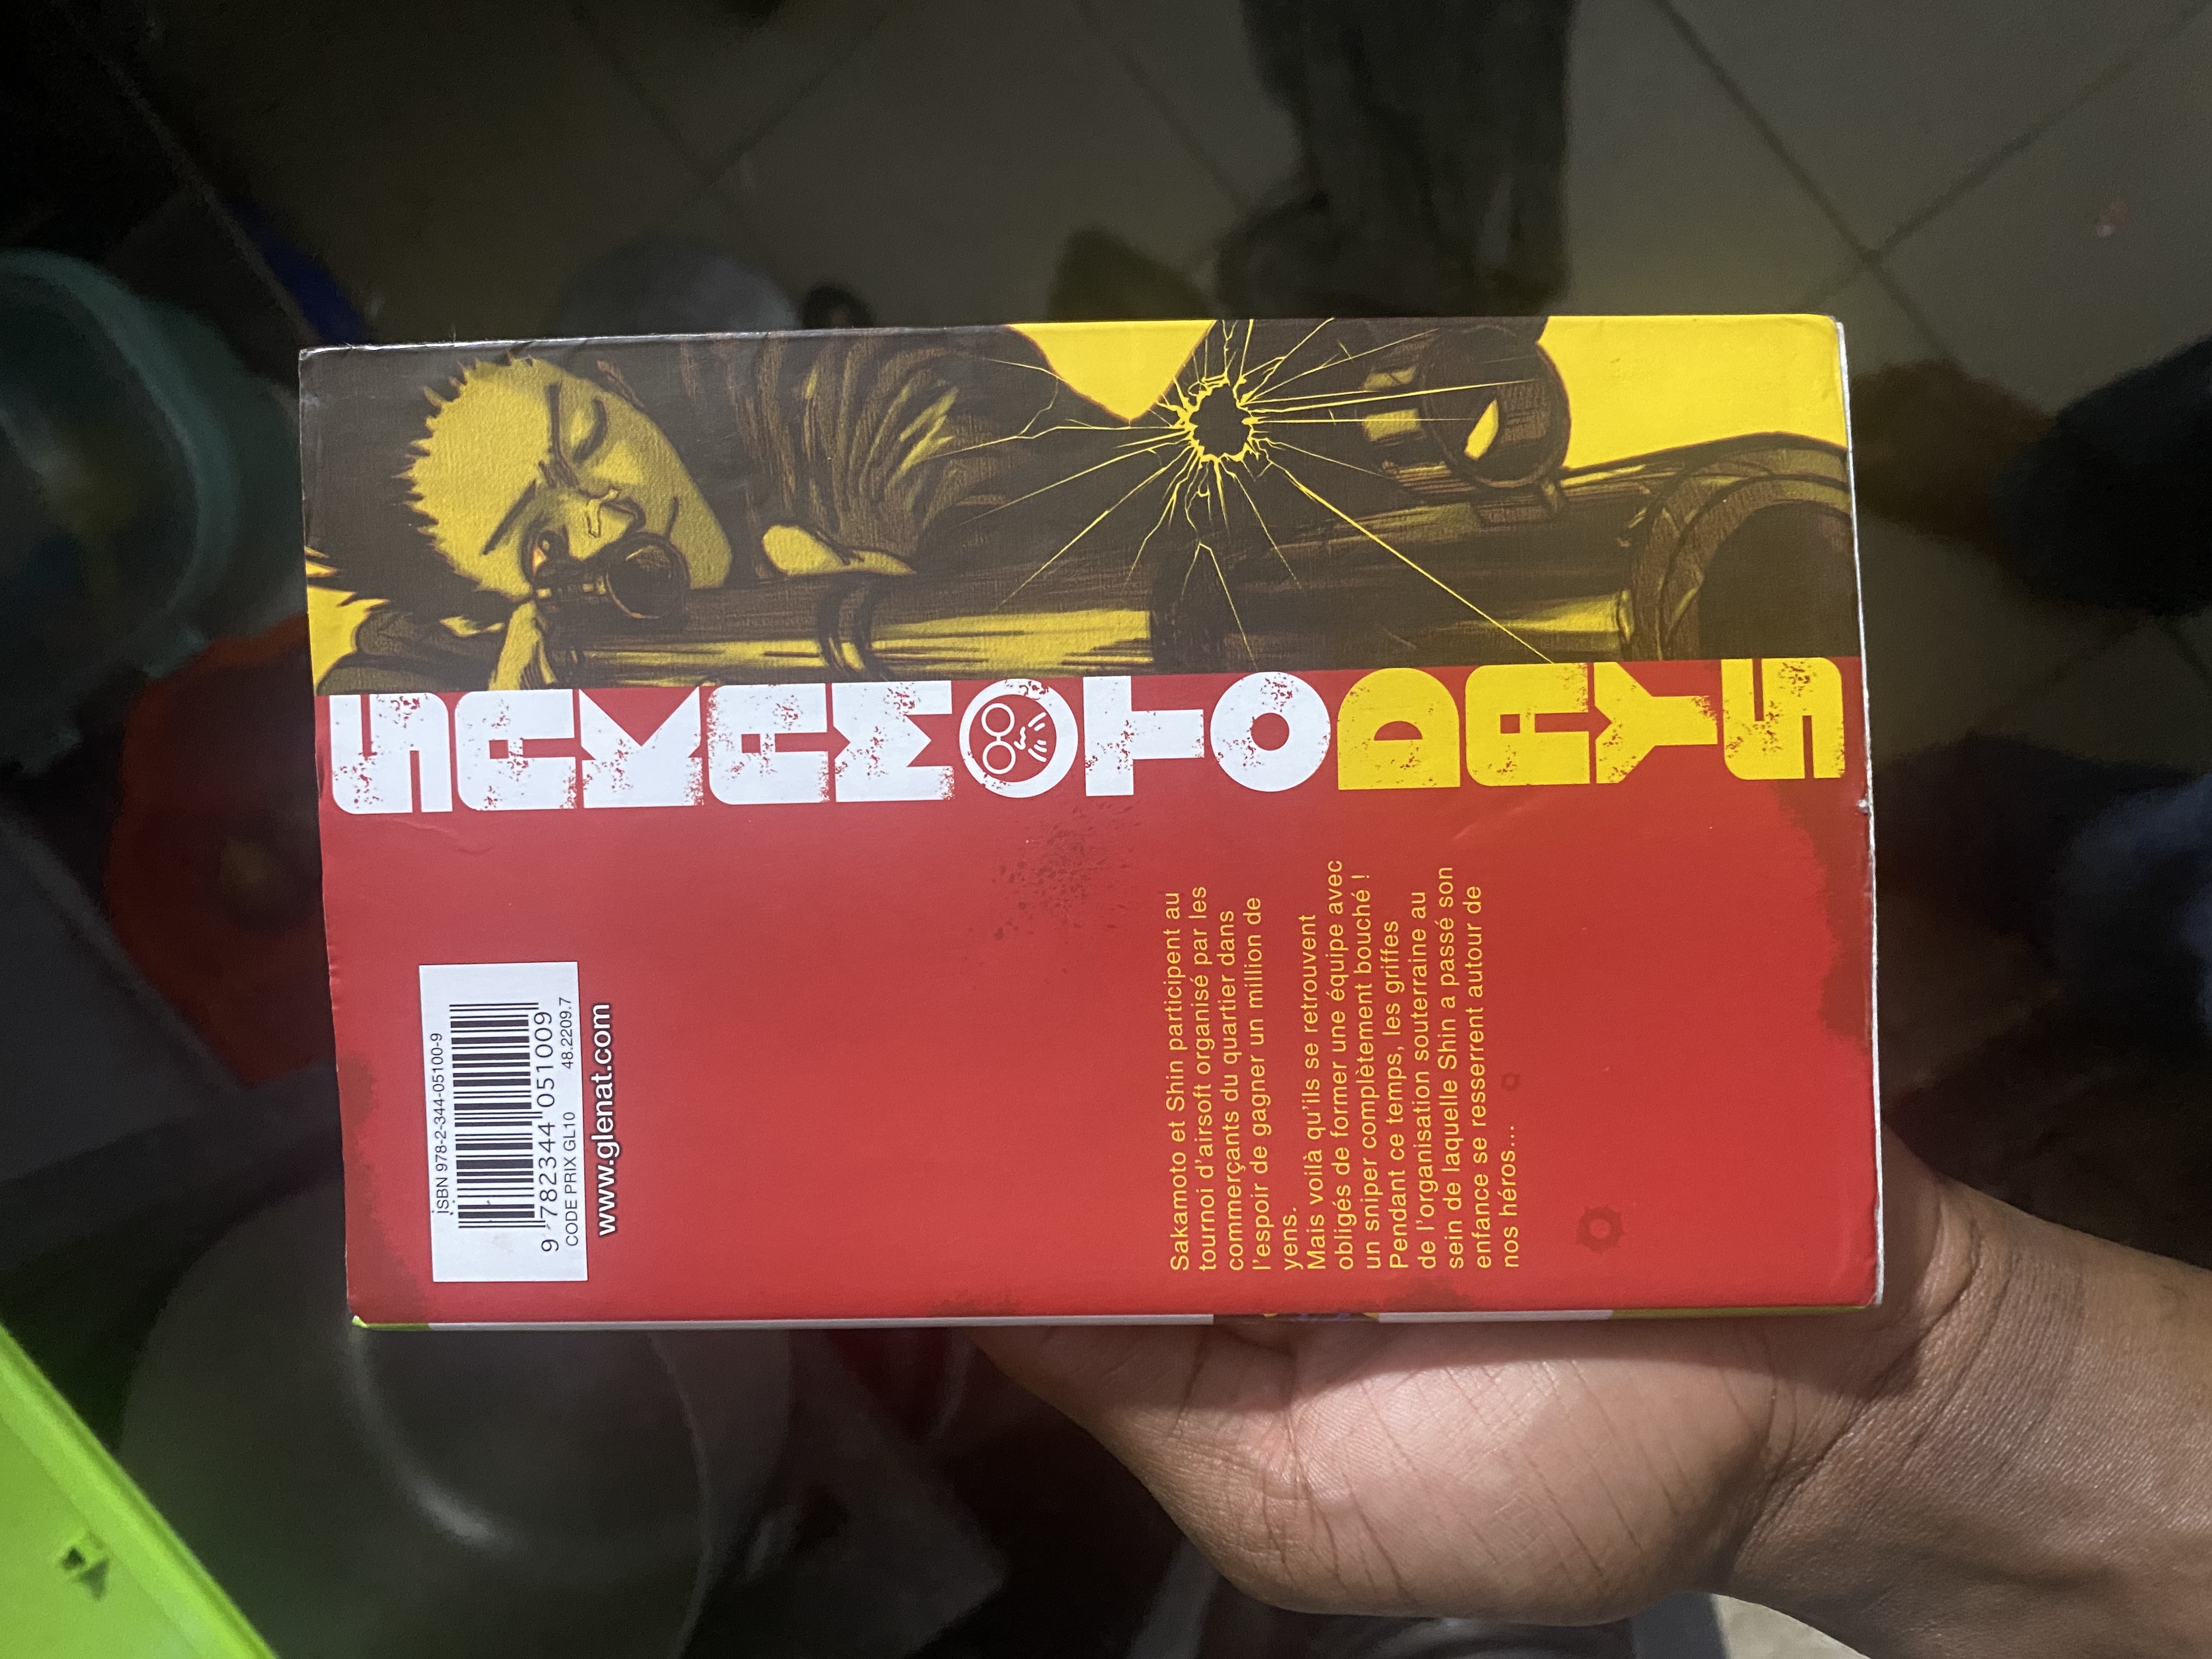 SAKAMOTO DAYS
Sakamoto et Shin participent au
tournoi d'airsoft organisé par les
commerçants du quartier dans
l'espoir de gagner un million de
yens.
Mais voilà qu'ils se retrouvent
obligés de former une équipe avec
un sniper complètement bouché !
Pendant ce temps, les griffes
de l'organisation souterraine au
sein de laquelle Shin a passé son
enfance se resserrent autour de
nos héros...
ISBN 978-2-344-05100-9
9 782344 051009
CODE PRIX GL10 48.2209.7
www.glenat.com